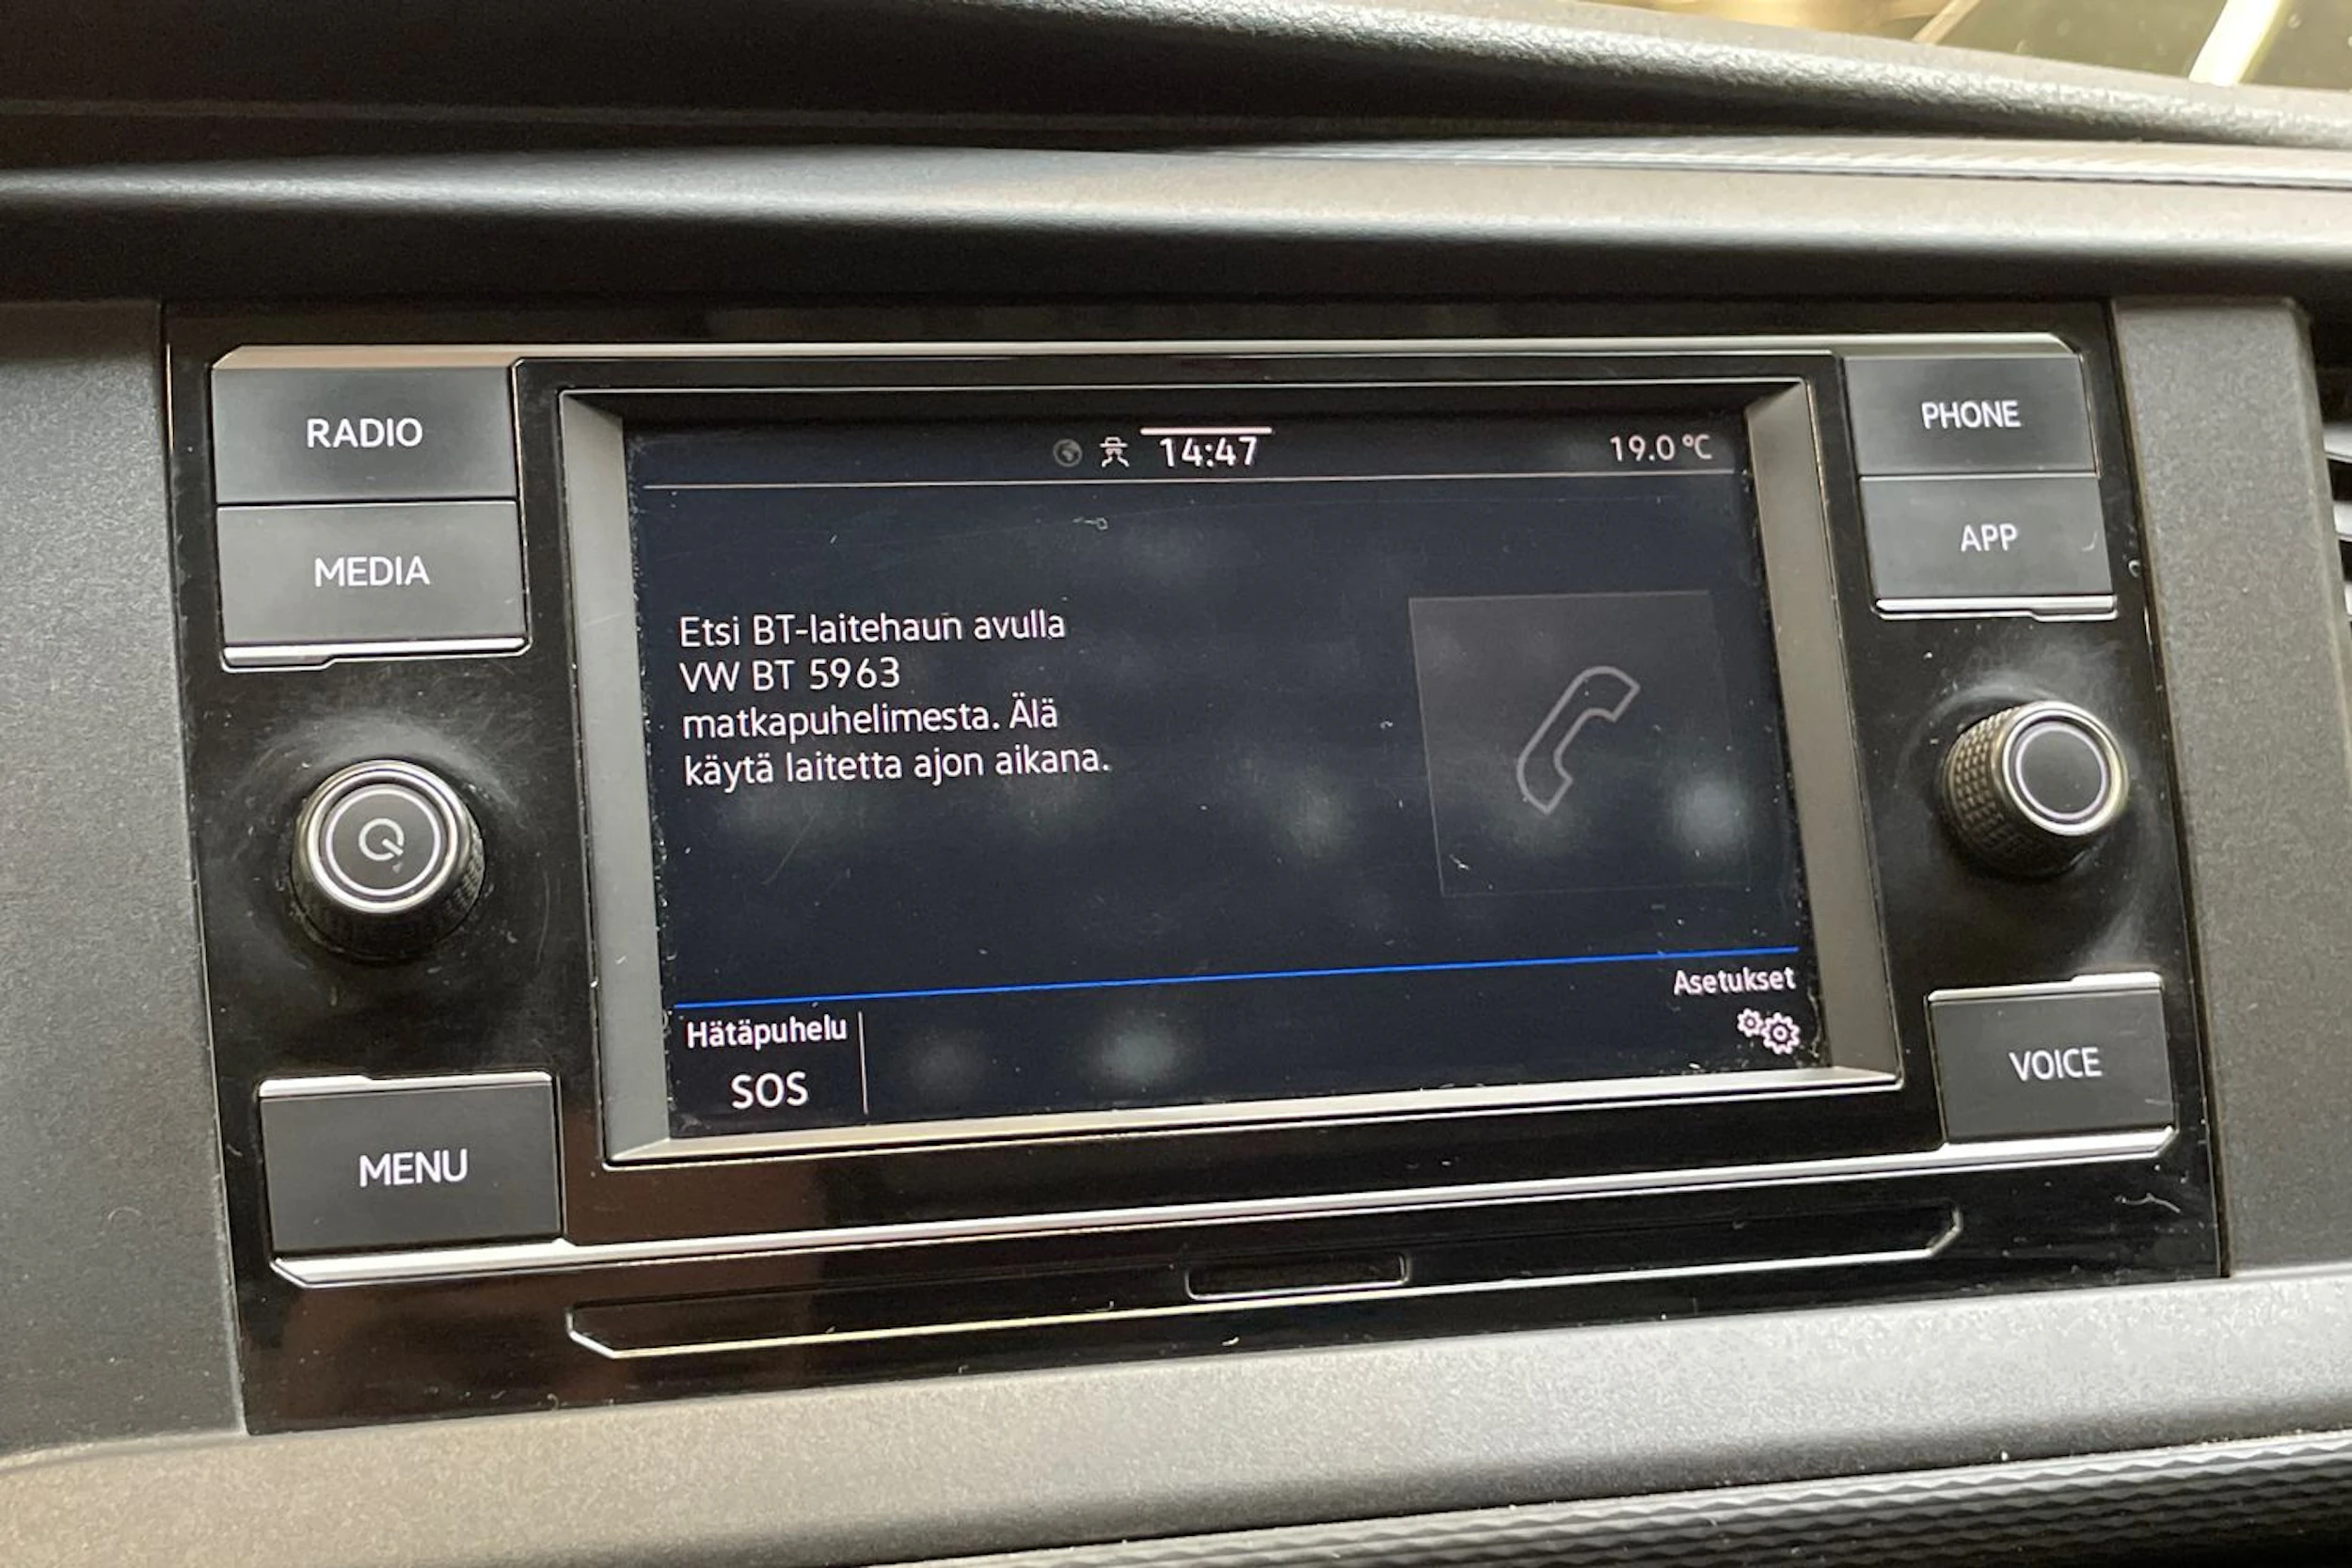 RADIO
MEDIA
MENU
14:47
19.0 °C
Etsi BT-laitehaun avulla
VW BT 5963
matkapuhelimesta. Älä
käytä laitetta ajon aikana.
Asetukset
Hätäpuhelu
SOS
PHONE
APP
VOICE